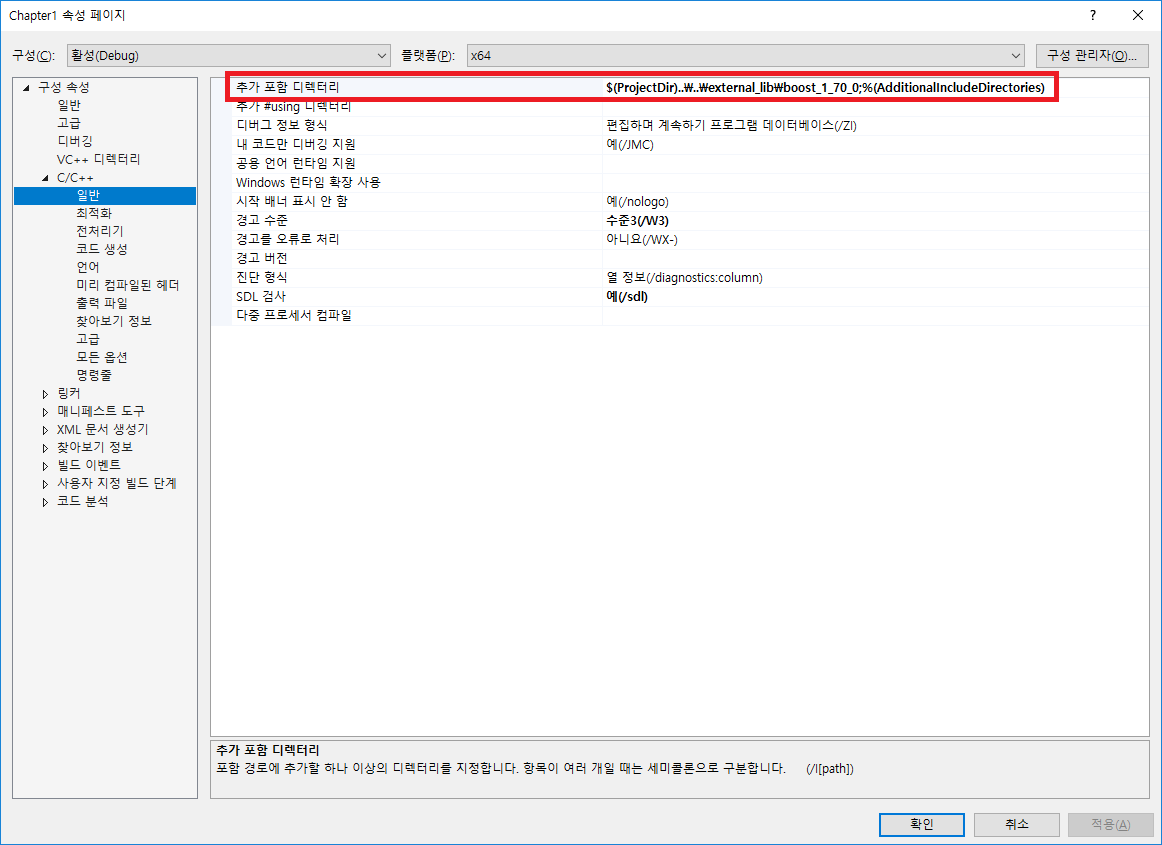 Chapter1 속성 페이지
?
구성(C):
활성(Debug)
플랫폼(P):
x64
구성 관리자(O)...
구성 속성
일반
고급
디버깅
VC++ 디렉터리
C/C++
일반
최적화
전처리기
코드 생성
언어
미리 컴파일된 헤더
출력 파일
찾아보기 정보
고급
모든 옵션
명령줄
링커
매니페스트 도구
XML 문서 생성기
찾아보기 정보
빌드 이벤트
사용자 지정 빌드 단계
코드 분석
추가 포함 디렉터리 $(ProjectDir)..₩..₩external_lib₩boost_1_70_0;%(AdditionalIncludeDirectories)
추가 #using 디렉터리
디버그 정보 형식 편집하며 계속하기 프로그램 데이터베이스(/ZI)
내 코드만 디버깅 지원 예(/JMC)
공용 언어 런타임 지원
Windows 런타임 확장 사용
시작 배너 표시 안 함 예(/nologo)
경고 수준 수준3(/W3)
경고를 오류로 처리 아니요(/WX-)
경고 버전
진단 형식 열 정보(/diagnostics:column)
SDL 검사 예(/sdl)
다중 프로세서 컴파일
추가 포함 디렉터리
포함 경로에 추가할 하나 이상의 디렉터리를 지정합니다. 항목이 여러 개일 때는 세미콜론으로 구분합니다. (/I[path])
확인
취소
적용(A)